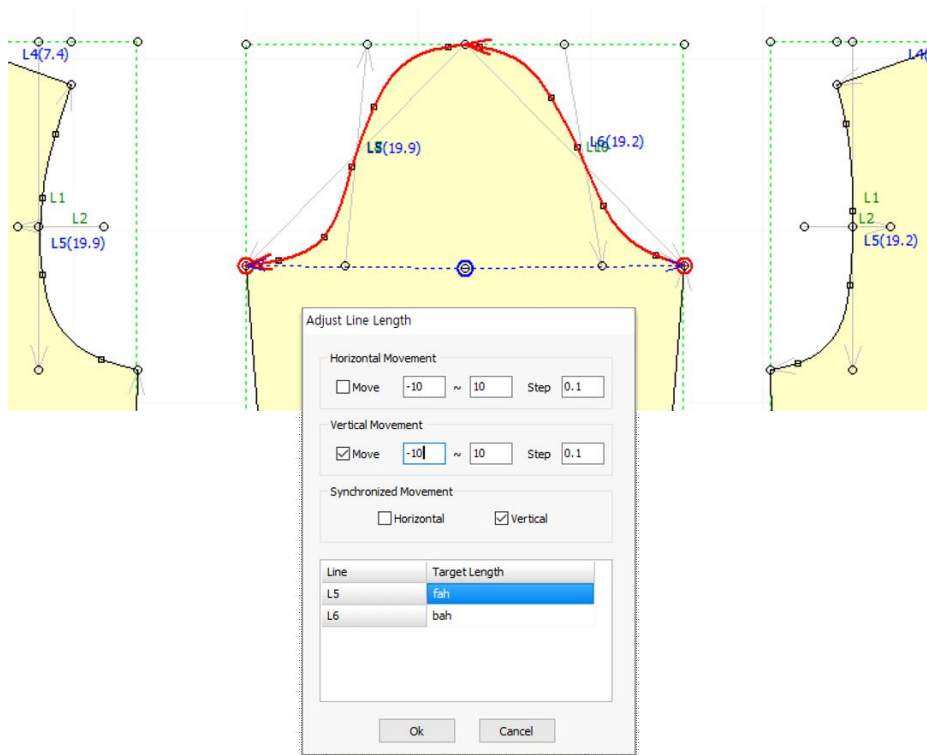 L4(7.4)
L4(
L5(19.9)
L6(19.2)
L1
L2
L5(19.9)
L1
L2
L5(19.2)
Adjust Line Length
Horizontal Movement
Move -10 ~ 10 Step 0.1
Vertical Movement
Move -10 ~ 10 Step 0.1
Synchronized Movement
Horizontal Vertical
Line Target Length
L5 fah
L6 bah
Ok Cancel